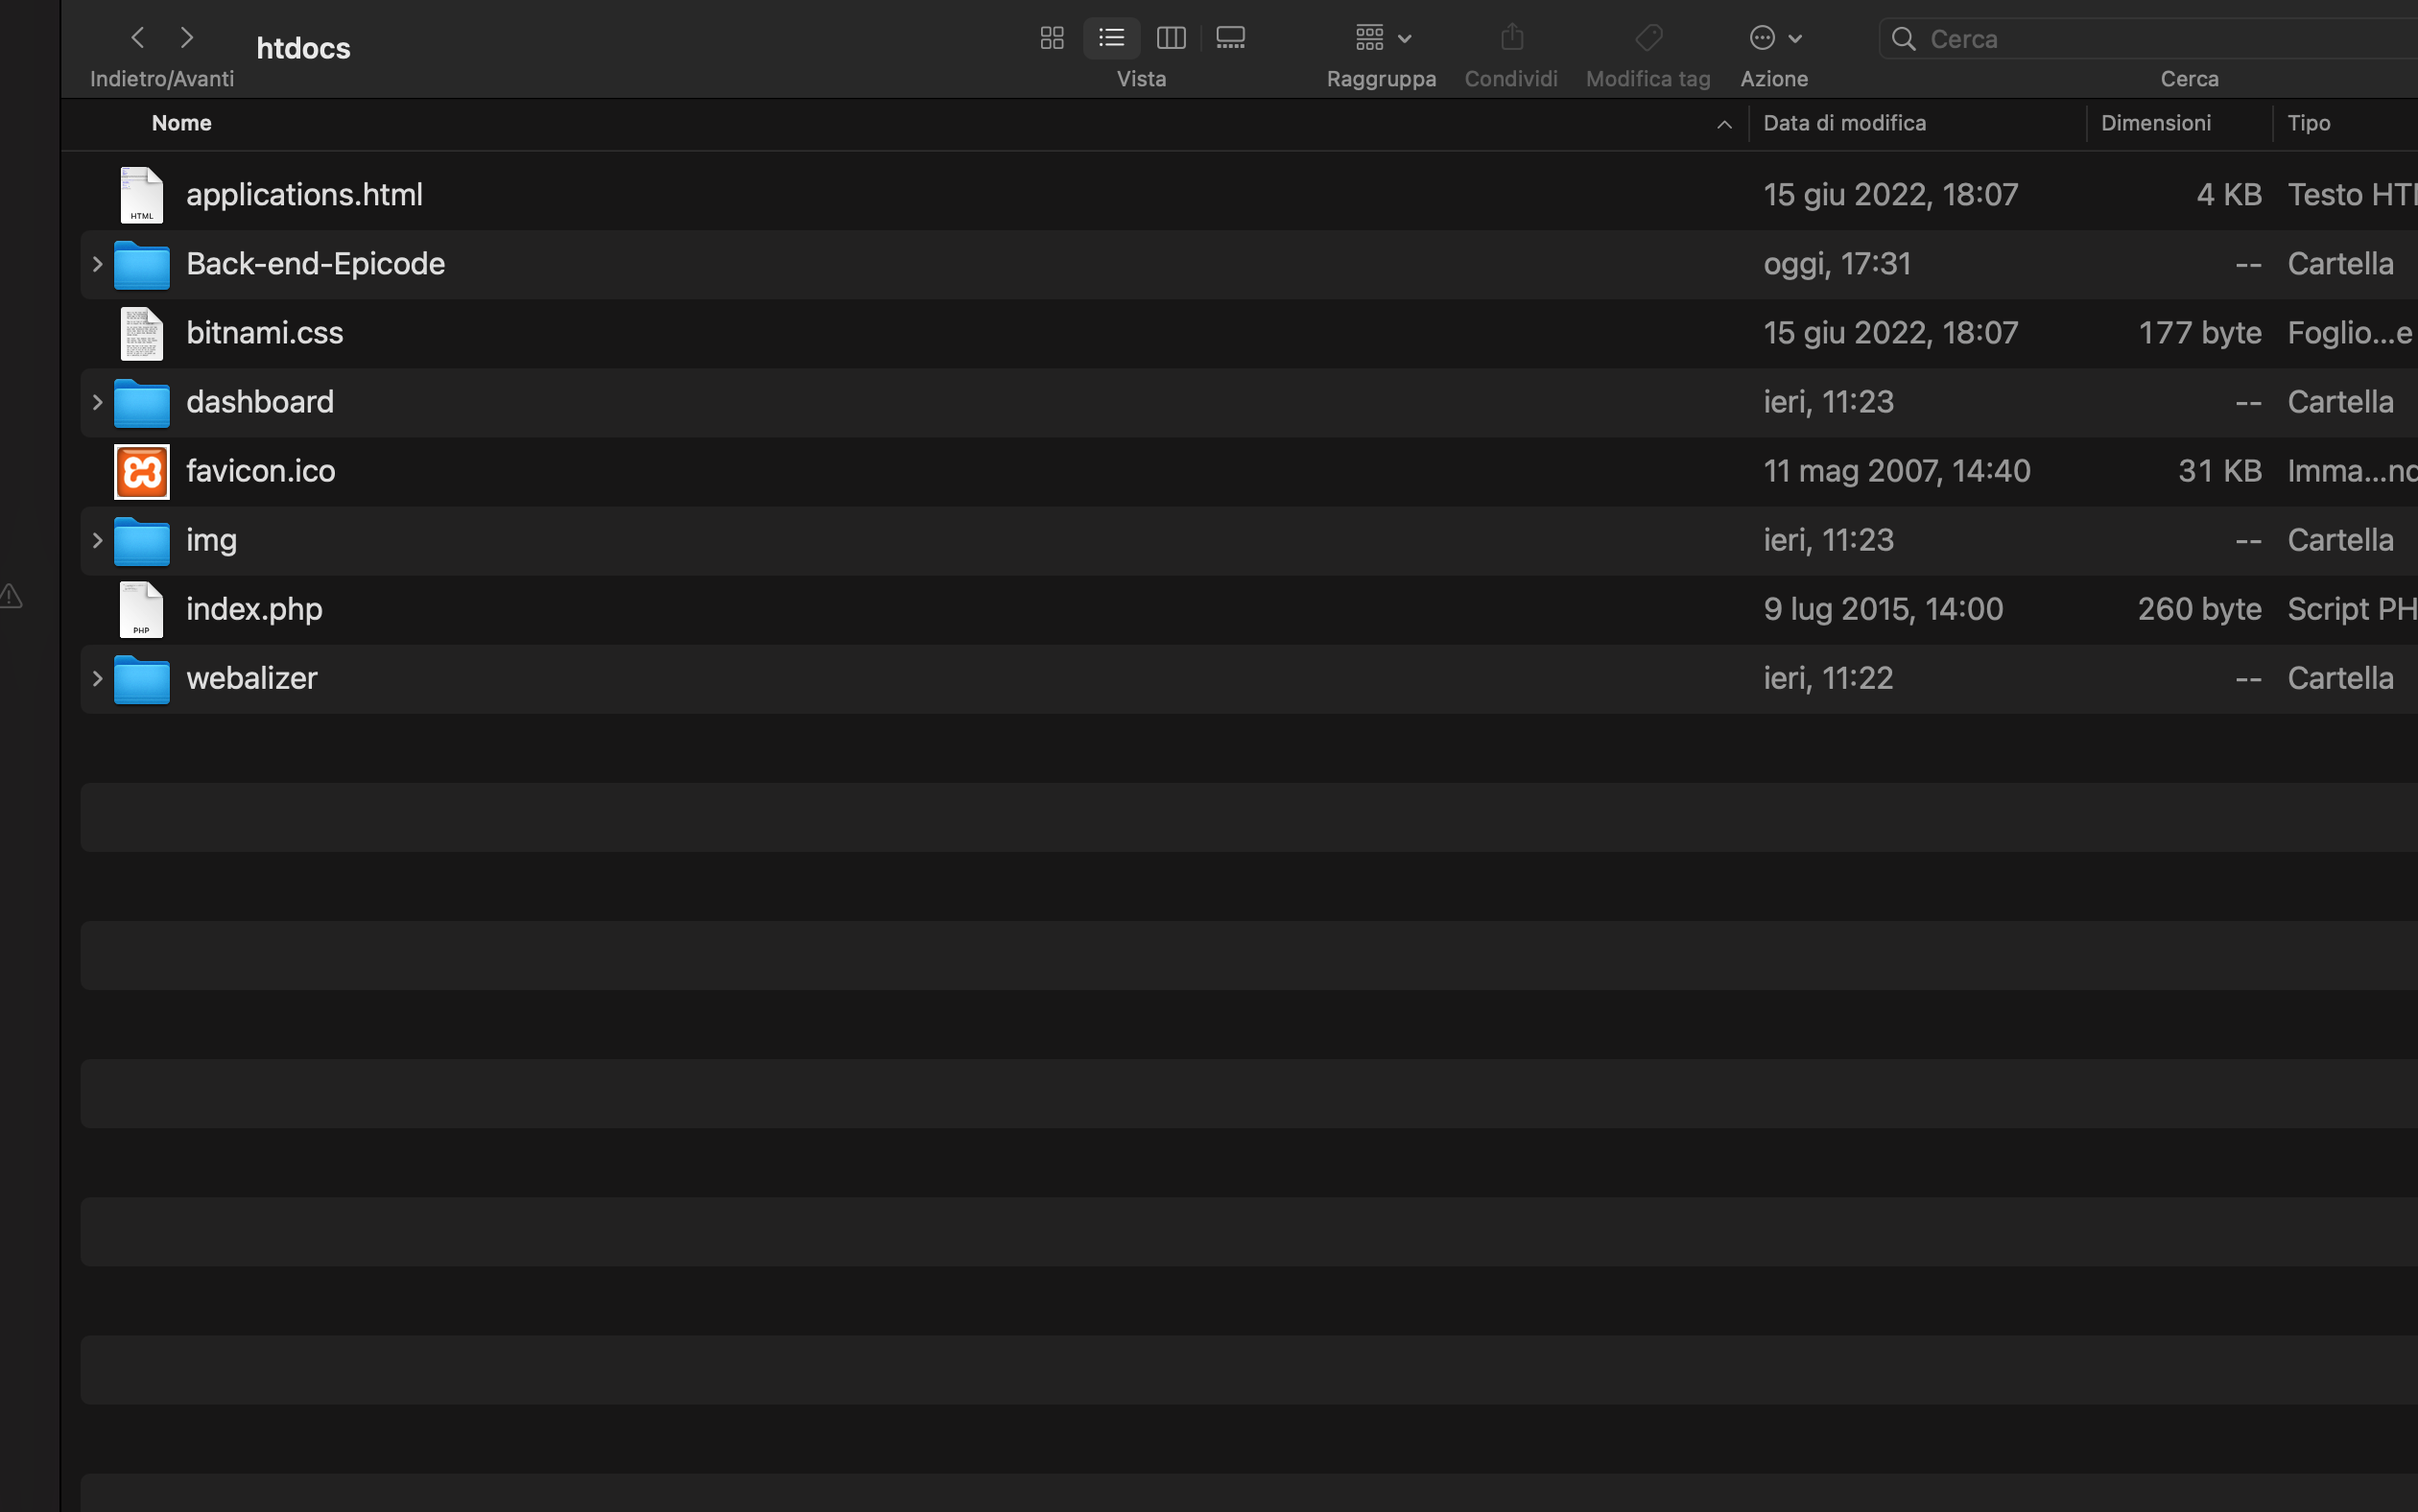 htdocs
Indietro/Avanti
Vista
Raggruppa
Condividi
Modifica tag
Azione
Cerca
Cerca
Nome Data di modifica Dimensioni Tipo
HTML applications.html 15 giu 2022, 18:07 4 KB Testo HT
Back-end-Epicode oggi, 17:31 -- Cartella
bitnami.css 15 giu 2022, 18:07 177 byte Foglio...e
dashboard ieri, 11:23 -- Cartella
favicon.ico 11 mag 2007, 14:40 31 KB Imma...n
img ieri, 11:23 -- Cartella
PHP index.php 9 lug 2015, 14:00 260 byte Script PH
webalizer ieri, 11:22 -- Cartella